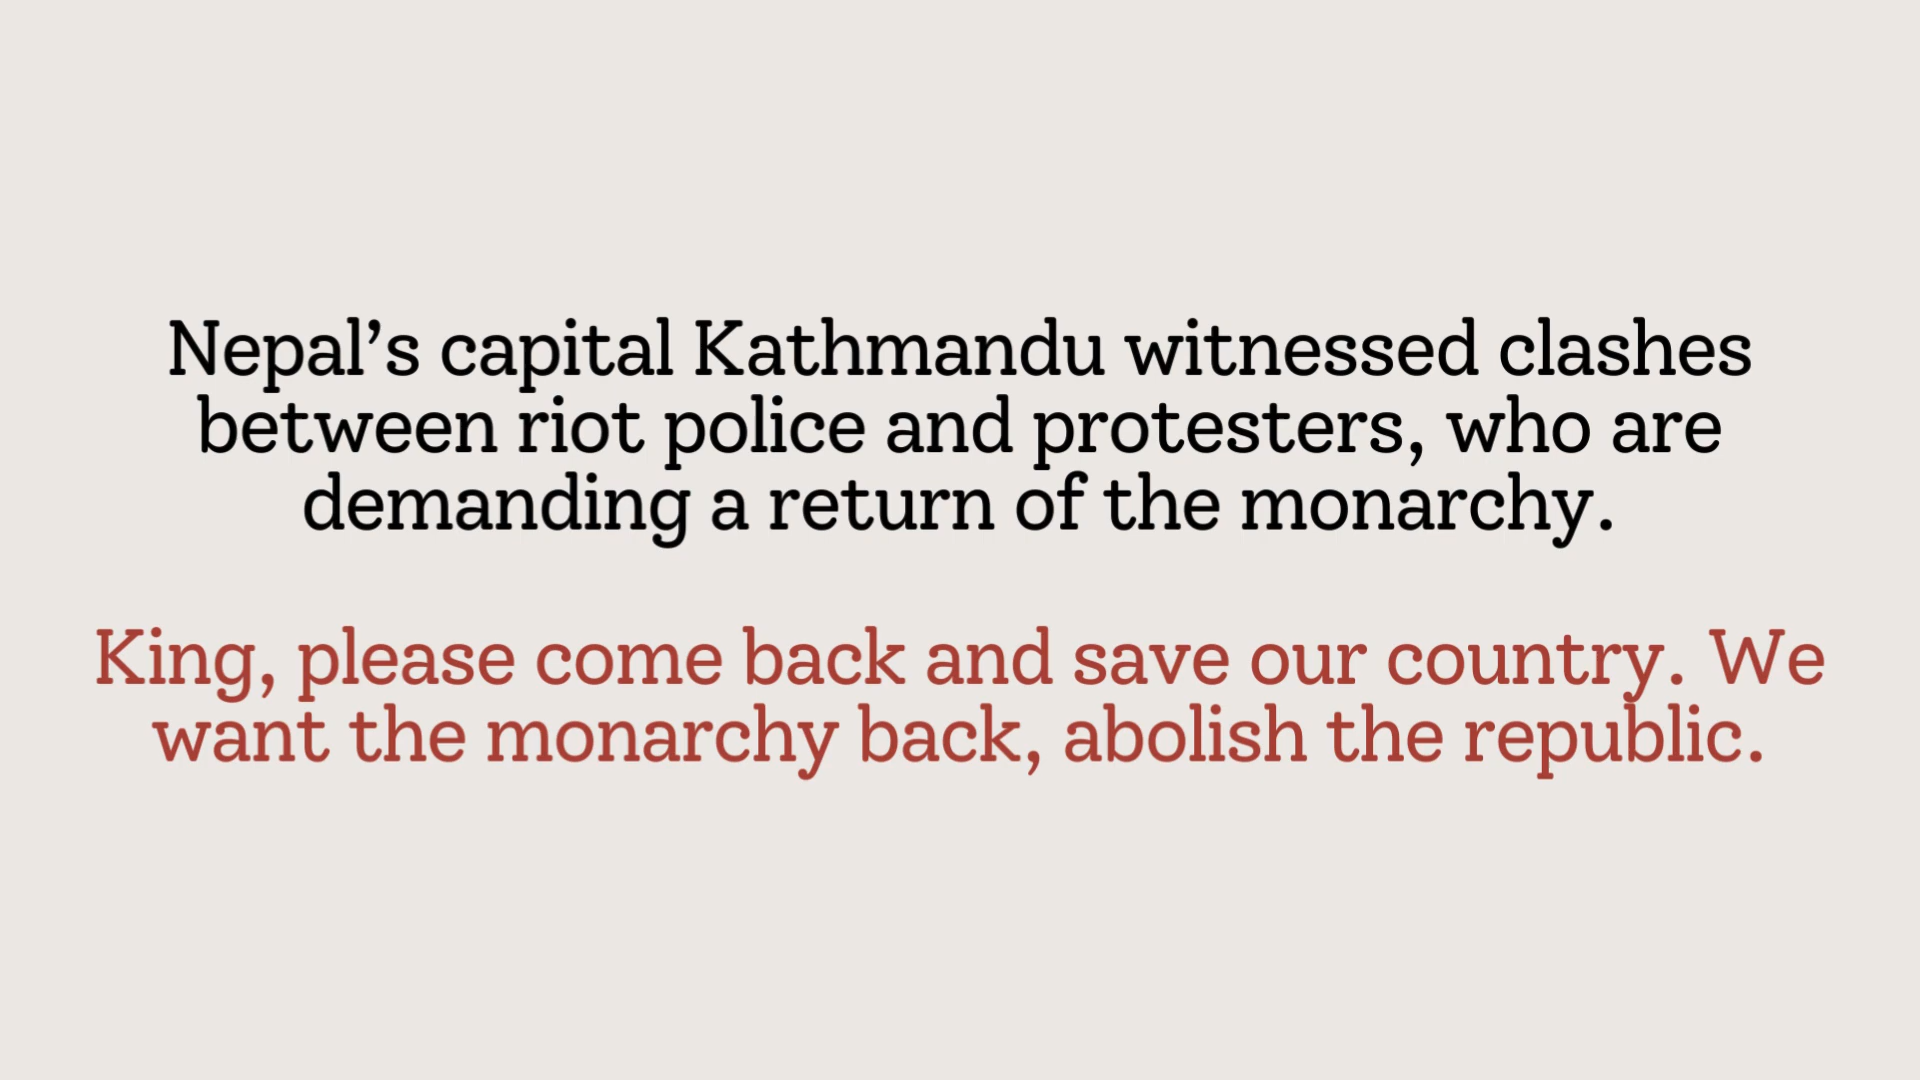 Nepal’s capital Kathmandu witnessed clashes
between riot police and protesters, who are
demanding a return of the monarchy.
King, please come back and save our country. We
want the monarchy back, abolish the republic.